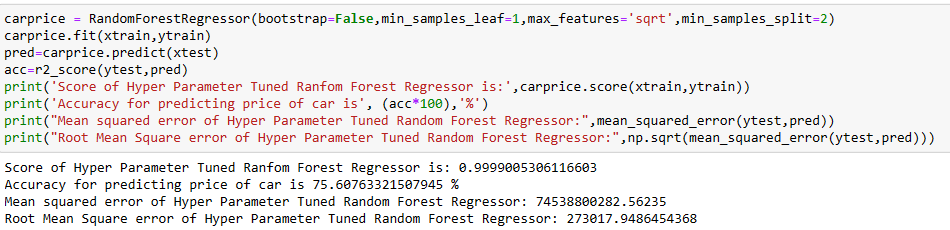 carprice = RandomForestRegressor(bootstrap=False,min_samples_leaf=1,max_features='sqrt',min_samples_split=2)
carprice.fit(xtrain,ytrain)
pred=carprice.predict(xtest)
acc=r2_score(ytest,pred)
print('Score of Hyper Parameter Tuned Ranfom Forest Regressor is:',carprice.score(xtrain,ytrain))
print('Accuracy for predicting price of car is', (acc*100),'%')
print("Mean squared error of Hyper Parameter Tuned Random Forest Regressor:",mean_squared_error(ytest,pred))
print("Root Mean Square error of Hyper Parameter Tuned Random Forest Regressor:",np.sqrt(mean_squared_error(ytest,pred)))
Score of Hyper Parameter Tuned Ranfom Forest Regressor is: 0.9999005306116603
Accuracy for predicting price of car is 75.60763321507945 %
Mean squared error of Hyper Parameter Tuned Random Forest Regressor: 74538800282.56235
Root Mean Square error of Hyper Parameter Tuned Random Forest Regressor: 273017.9486454368